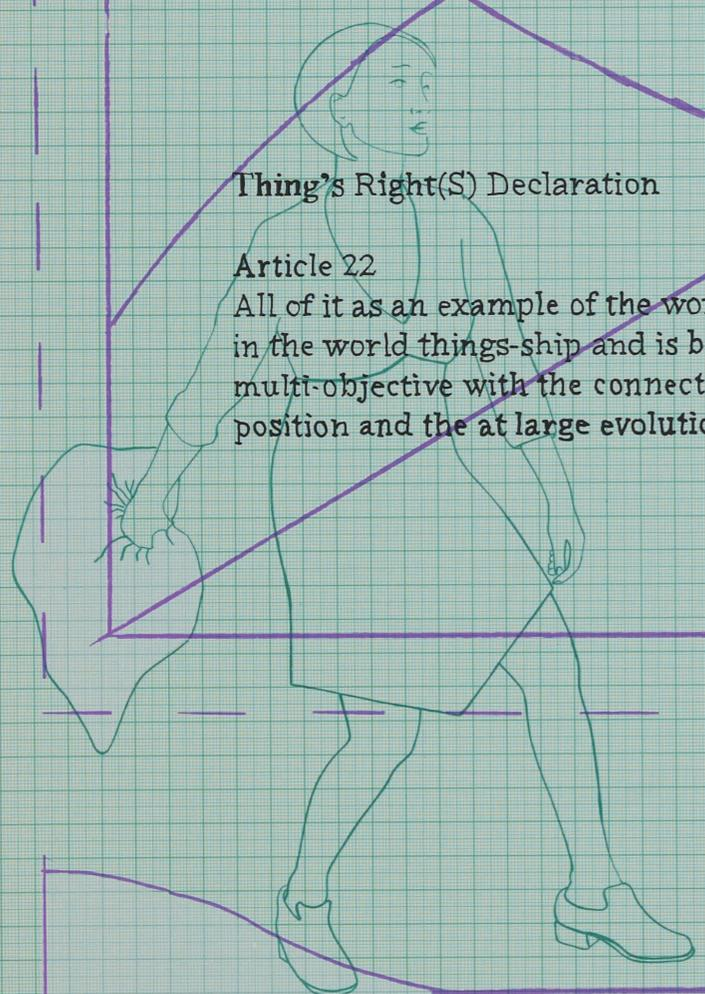 Thing's Right(S) Declaration
Article 22
All of it as an example of the
in the world things-ship and is
multi-objective with the
position and the at large